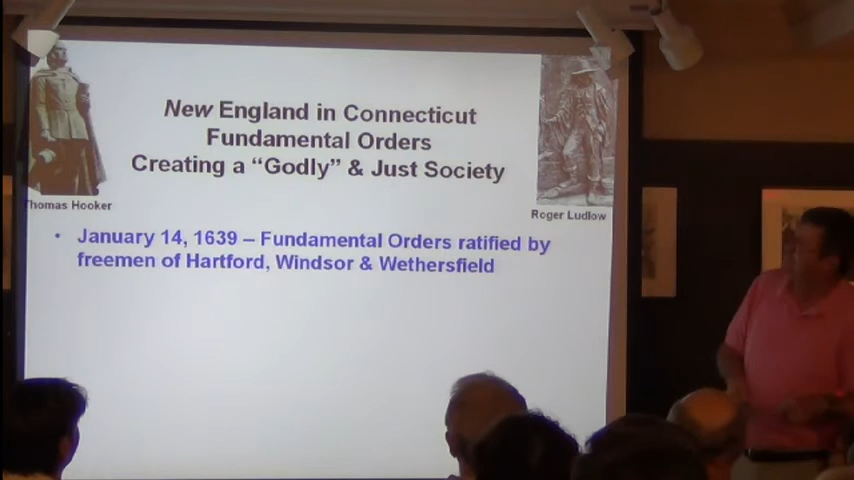 New England in Connecticut
Fundamental Orders
Creating a “Godly” & Just Society
Thomas Hooker
Roger Ludlow
• January 14, 1639 – Fundamental Orders ratified by
freemen of Hartford, Windsor & Wethersfield